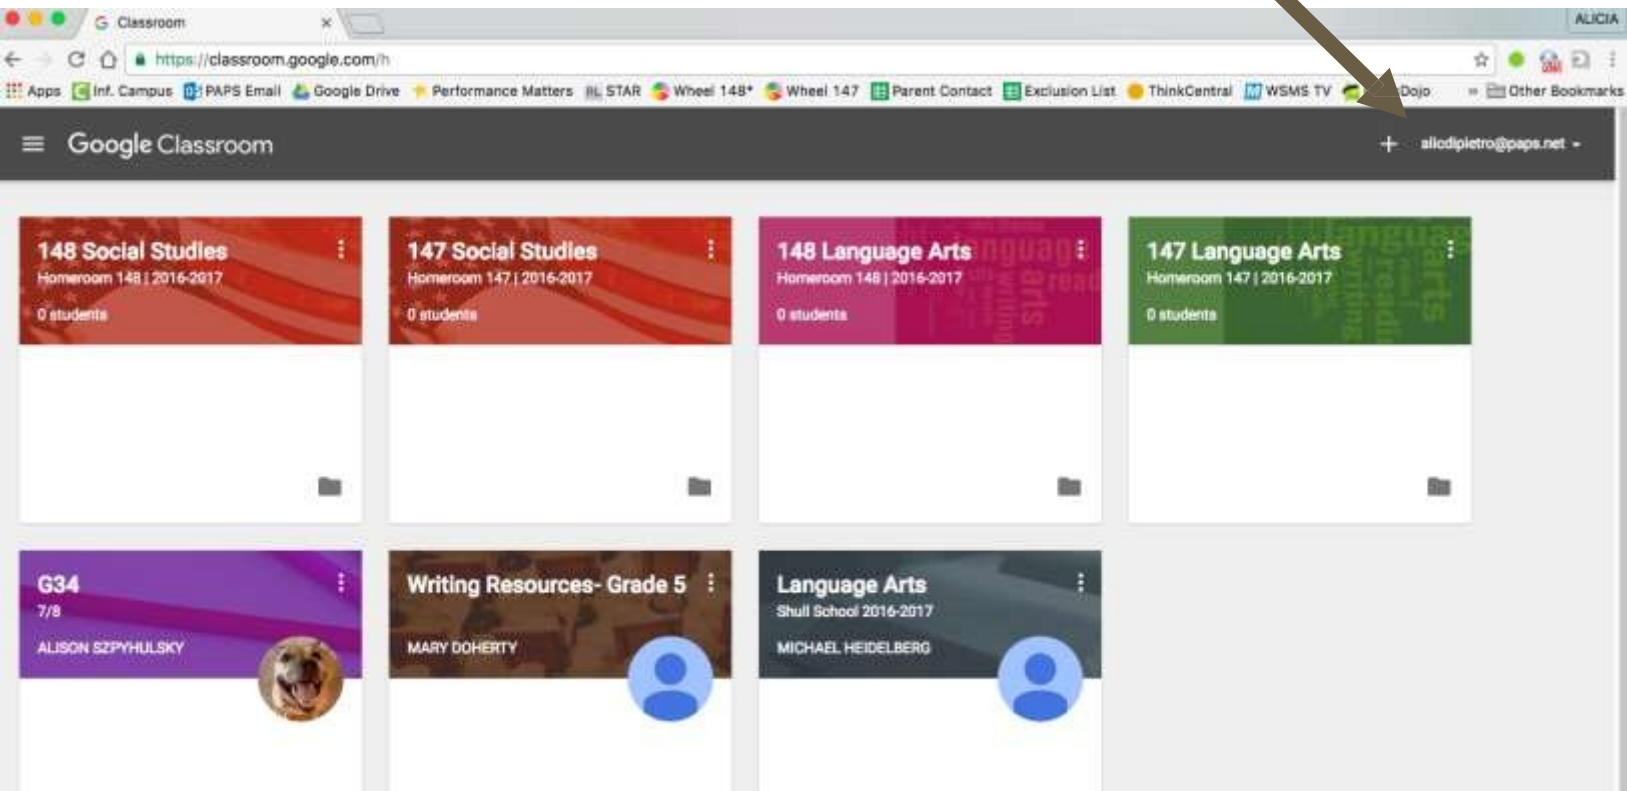 Classroom
ALICIA
https://classroom.google.com/h
Apps Inf. Campus PAPS Email Google Drive Performance Matters STAR Wheel 148* Wheel 147 Parent Contact Exclusion List ThinkCentral WSMS TV Dojo » Other Bookmarks
Google Classroom
+ alicdipietro@paps.net
148 Social Studies
Homeroom 148 | 2016-2017
0 students
147 Social Studies
Homeroom 147 | 2016-2017
0 students
148 Language Arts
Homeroom 148 | 2016-2017
0 students
147 Language Arts
Homeroom 147 | 2016-2017
0 students
G34
7/8
ALISON SZPYHULSKY
Writing Resources- Grade 5
MARY DOHERTY
Language Arts
Shull School 2016-2017
MICHAEL HEIDELBERG